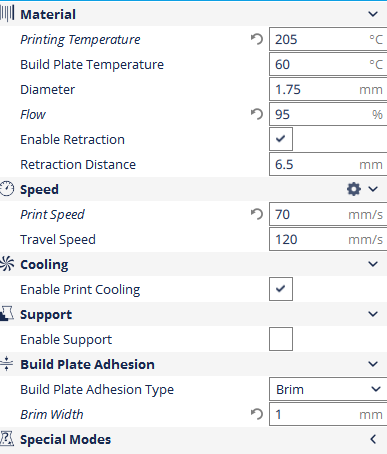 Material
Printing Temperature 205 °C
Build Plate Temperature 60 °C
Diameter 1.75 mm
Flow 95 %
Enable Retraction
Retraction Distance 6.5 mm
Speed
Print Speed 70 mm/s
Travel Speed 120 mm/s
Cooling
Enable Print Cooling
Support
Enable Support
Build Plate Adhesion
Build Plate Adhesion Type Brim
Brim Width 1 mm
Special Modes